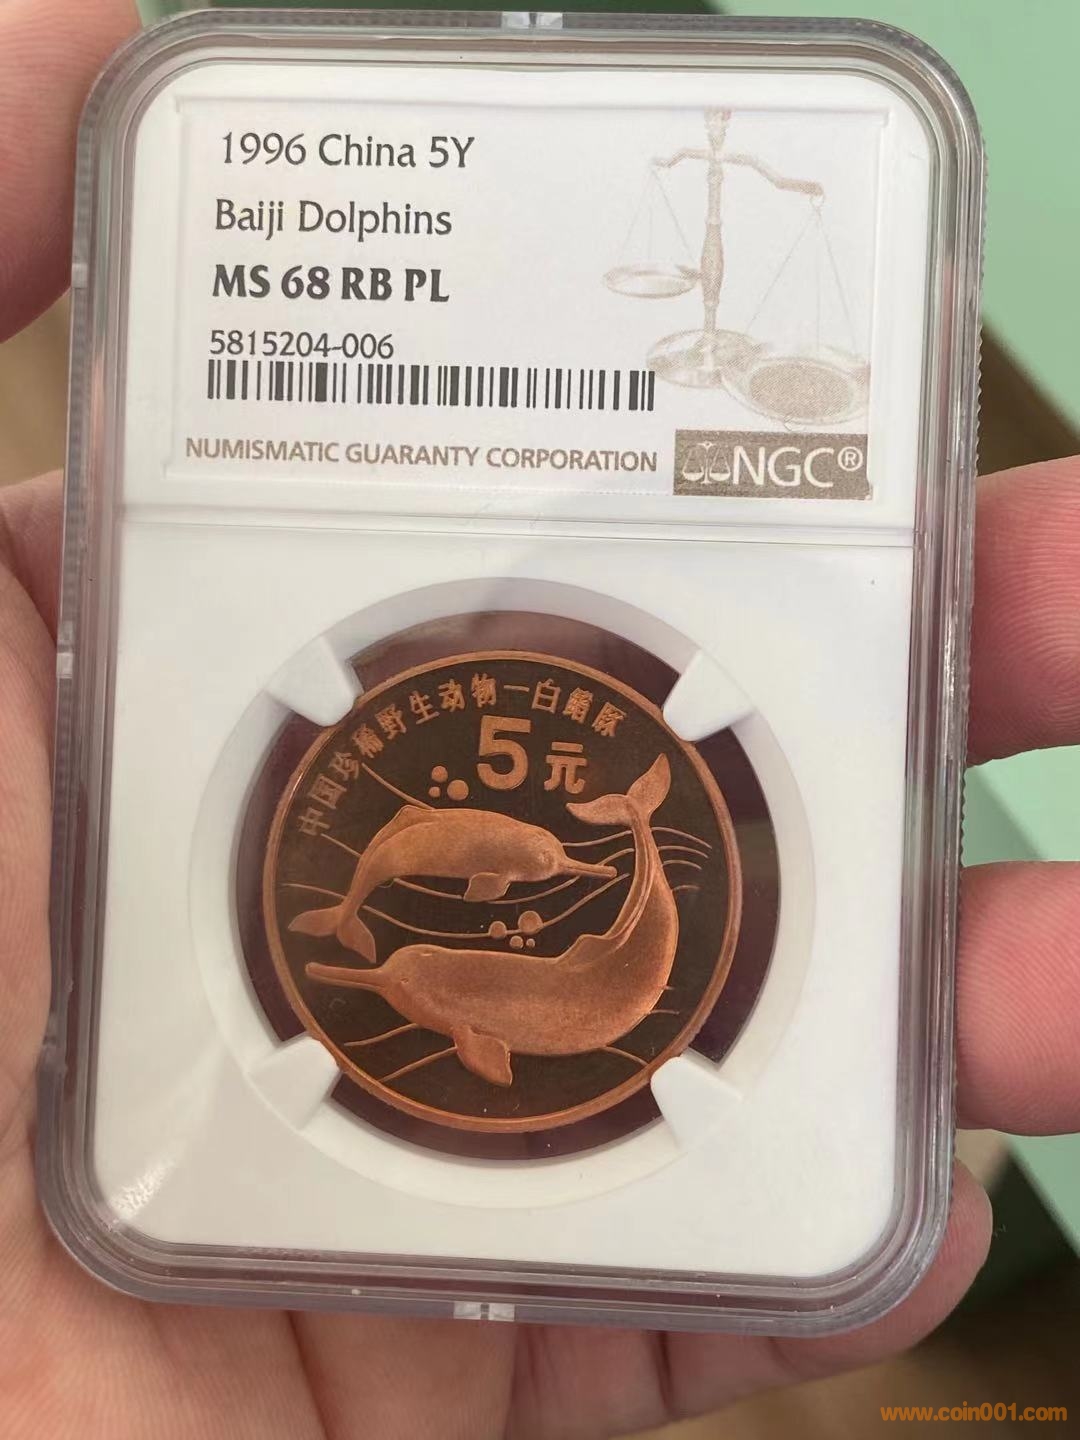 1996 China 5Y
Baiji Dolphins
MS 68 RB PL
5815204-006
NUMISMATIC GUARANTY CORPORATION
NGC®
中国珍稀野生动物—白鱀豚
5元
www.coin001.com